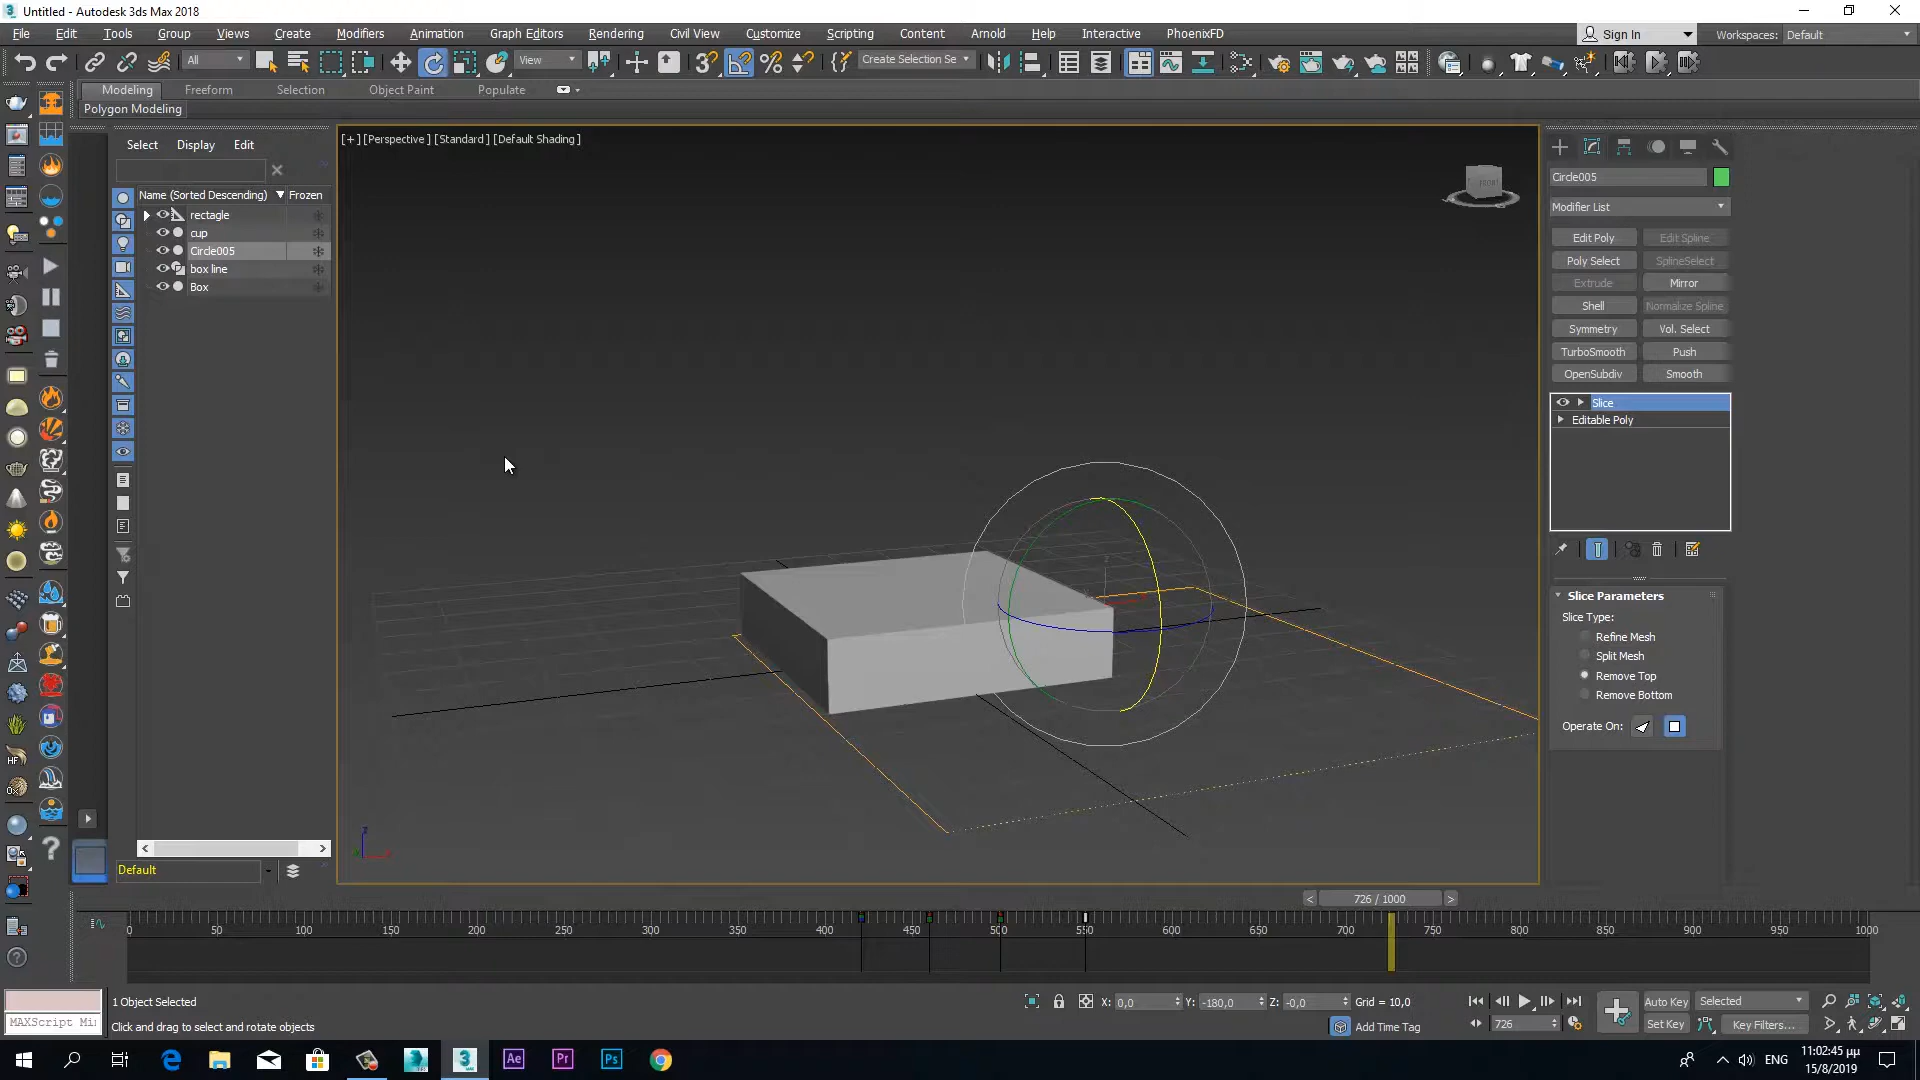 Untitled - Autodesk 3ds Max 2018
File Edit Tools Group Views Create Modifiers Animation Graph Editors Rendering Civil View Customize Scripting Content Arnold Help Interactive PhoenixFD
Sign In
Workspaces: Default
All
View
Create Selection Se
Modeling Freeform Selection Object Paint Populate
Polygon Modeling
Select Display Edit
Name (Sorted Descending) Frozen
rectagle
cup
Circle005
box line
Box
Default
[+] [Perspective] [Standard] [Default Shading]
Circle005
Modifier List
Edit Poly Edit Spline
Poly Select SplineSelect
Extrude Mirror
Shell Normalize Spline
Symmetry Vol. Select
TurboSmooth Push
OpenSubdiv Smooth
Slice
Editable Poly
Slice Parameters
Slice Type:
Refine Mesh
Split Mesh
Remove Top
Remove Bottom
Operate On:
< 726 / 1000 >
0 50 100 150 200 250 300 350 400 450 500 550 600 650 700 750 800 850 900 950 1000
1 Object Selected
X: 0,0 Y: -180,0 Z: -0,0 Grid = 10,0
Auto Key Selected
MAXScript Mi
Click and drag to select and rotate objects
Add Time Tag
726
Set Key Key Filters...
Ae Pr Ps
ENG
11:02:45 μμ
15/8/2019